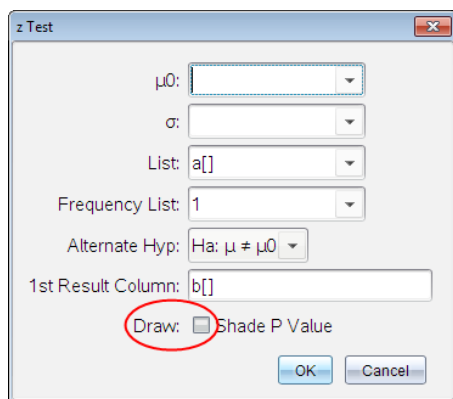 z Test
μ0:
σ:
List: a[]
Frequency List: 1
Alternate Hyp: Ha: μ ≠ μ0
1st Result Column: b[]
Draw: Shade P Value
OK Cancel